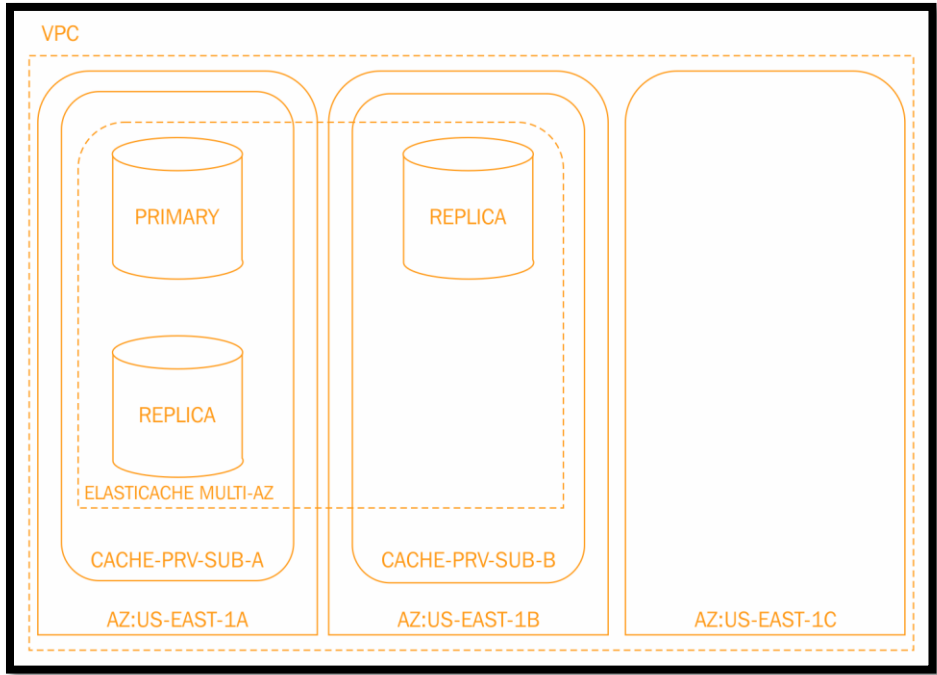 VPC
PRIMARY
REPLICA
REPLICA
ELASTICACHE MULTI-AZ
CACHE-PRV-SUB-A
CACHE-PRV-SUB-B
AZ:US-EAST-1A
AZ:US-EAST-1B
AZ:US-EAST-1C